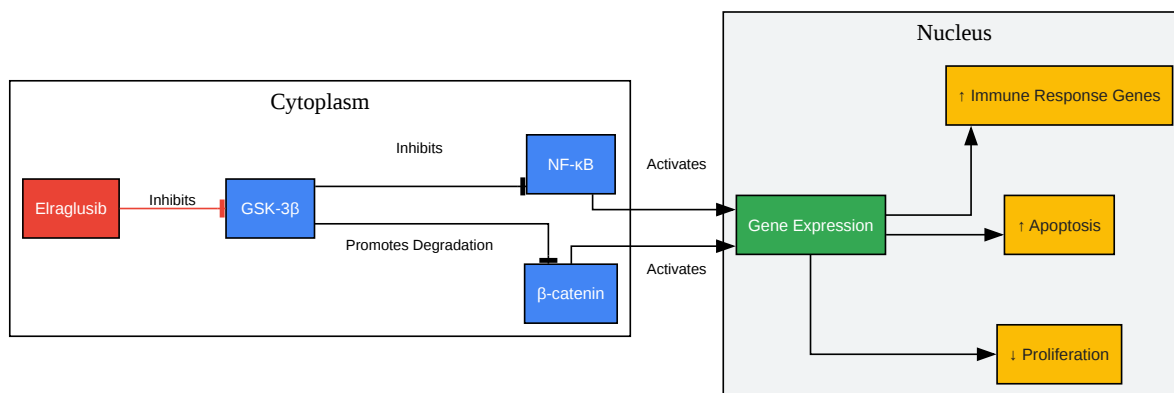 Nucleus
Cytoplasm
↑ Immune Response Genes
Inhibits
NF-κB
Activates
Elraglusib
Inhibits
GSK-3β
Gene Expression
↑ Apoptosis
Promotes Degradation
Activates
β-catenin
↓ Proliferation